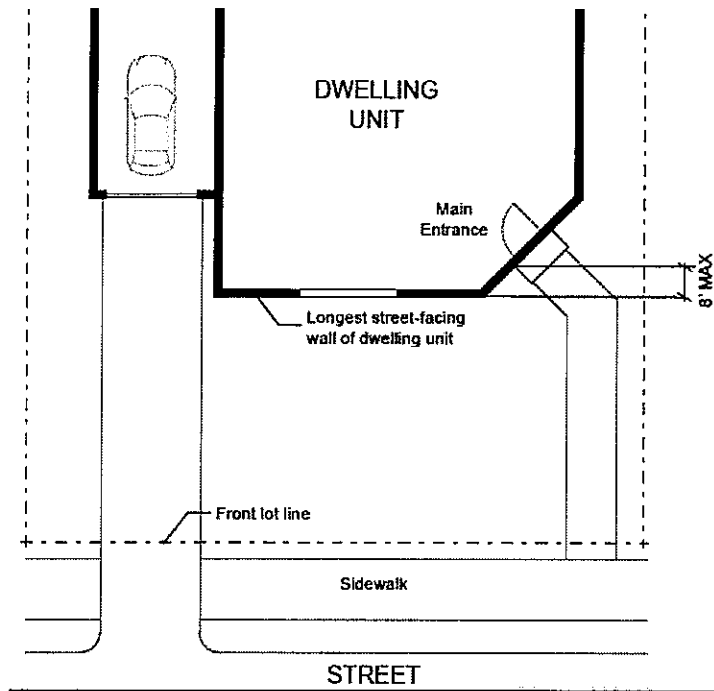 DWELLING
UNIT
Main
Entrance
8' MAX
Longest street-facing
wall of dwelling unit
Front lot line
Sidewalk
STREET